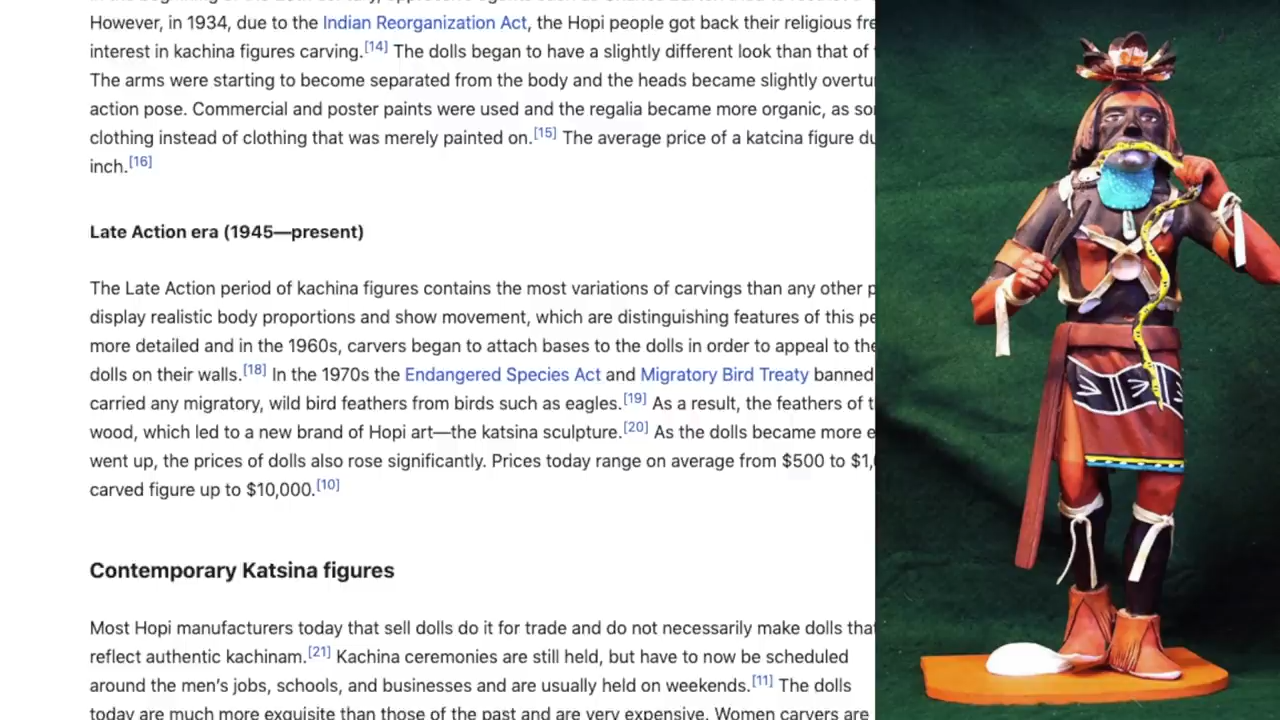 However, in 1934, due to the Indian Reorganization Act, the Hopi people got back their religious fre
interest in kachina figures carving.[14] The dolls began to have a slightly different look than that of
The arms were starting to become separated from the body and the heads became slightly overtu
action pose. Commercial and poster paints were used and the regalia became more organic, as so
clothing instead of clothing that was merely painted on.[15] The average price of a katcina figure du
inch.[16]
Late Action era (1945—present)
The Late Action period of kachina figures contains the most variations of carvings than any other p
display realistic body proportions and show movement, which are distinguishing features of this pe
more detailed and in the 1960s, carvers began to attach bases to the dolls in order to appeal to the
dolls on their walls.[18] In the 1970s the Endangered Species Act and Migratory Bird Treaty banned
carried any migratory, wild bird feathers from birds such as eagles.[19] As a result, the feathers of t
wood, which led to a new brand of Hopi art—the katsina sculpture.[20] As the dolls became more e
went up, the prices of dolls also rose significantly. Prices today range on average from $500 to $1,
carved figure up to $10,000.[10]
Contemporary Katsina figures
Most Hopi manufacturers today that sell dolls do it for trade and do not necessarily make dolls that
reflect authentic kachinam.[21] Kachina ceremonies are still held, but have to now be scheduled
around the men's jobs, schools, and businesses and are usually held on weekends.[11] The dolls
today are much more exquisite than those of the past and are very expensive. Women carvers are